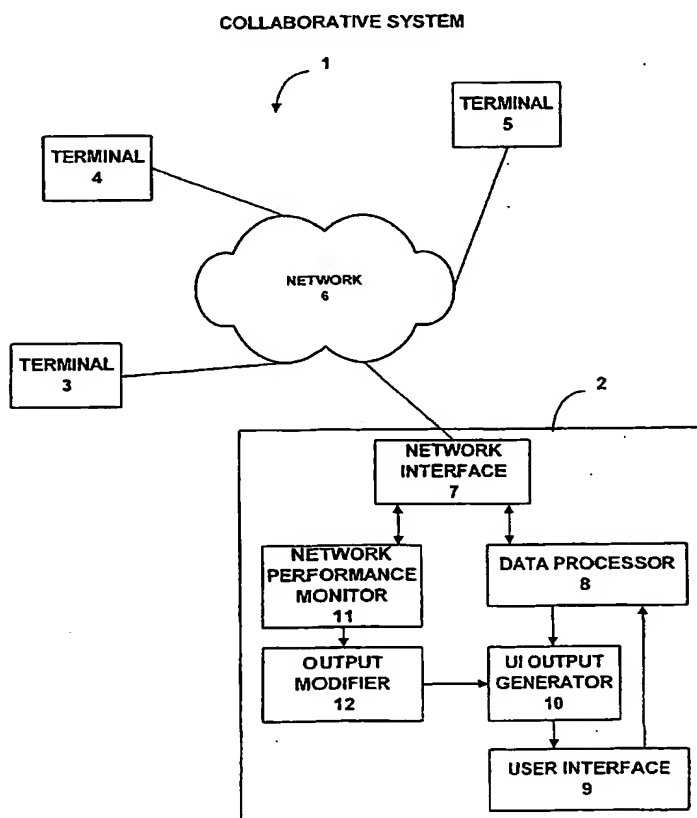 COLLABORATIVE SYSTEM
1
TERMINAL
5
TERMINAL
4
NETWORK
6
TERMINAL
3
2
NETWORK
INTERFACE
7
NETWORK
PERFORMANCE
MONITOR
11
DATA PROCESSOR
8
OUTPUT
MODIFIER
12
UI OUTPUT
GENERATOR
10
USER INTERFACE
9